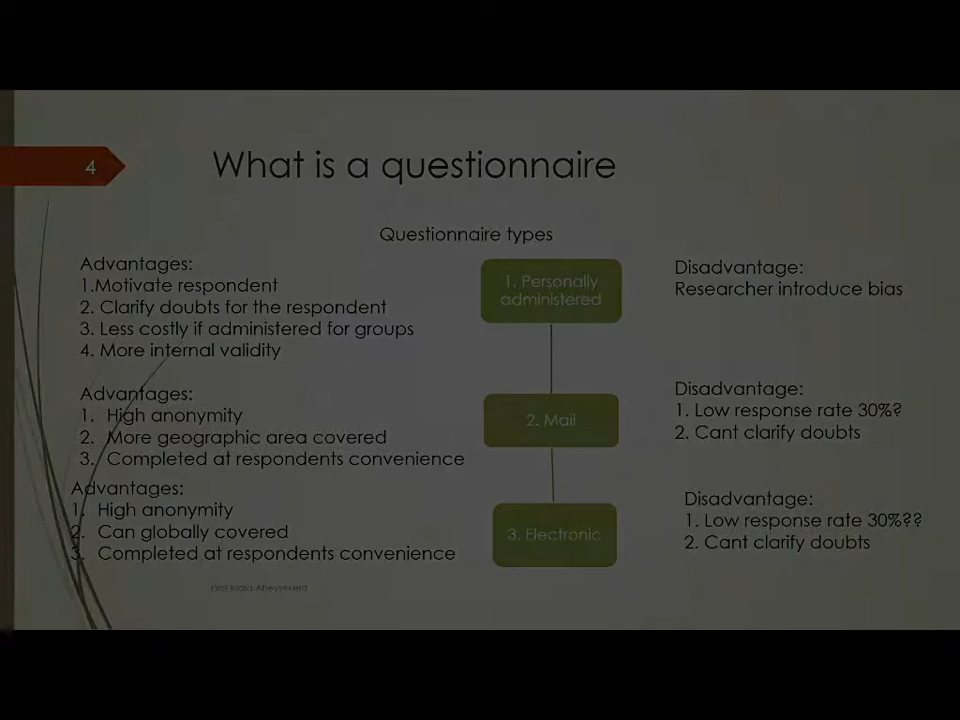 4
What is a questionnaire
Questionnaire types
Advantages:
1.Motivate respondent
2. Clarify doubts for the respondent
3. Less costly if administered for groups
4. More internal validity
1. Personally
administered
Disadvantage:
Researcher introduce bias
Advantages:
1. High anonymity
2. More geographic area covered
3. Completed at respondents convenience
2. Mail
Disadvantage:
1. Low response rate 30%?
2. Cant clarify doubts
Advantages:
1. High anonymity
2. Can globally covered
3. Completed at respondents convenience
3. Electronic
Disadvantage:
1. Low response rate 30%??
2. Cant clarify doubts
Prof Indra Abeysekera